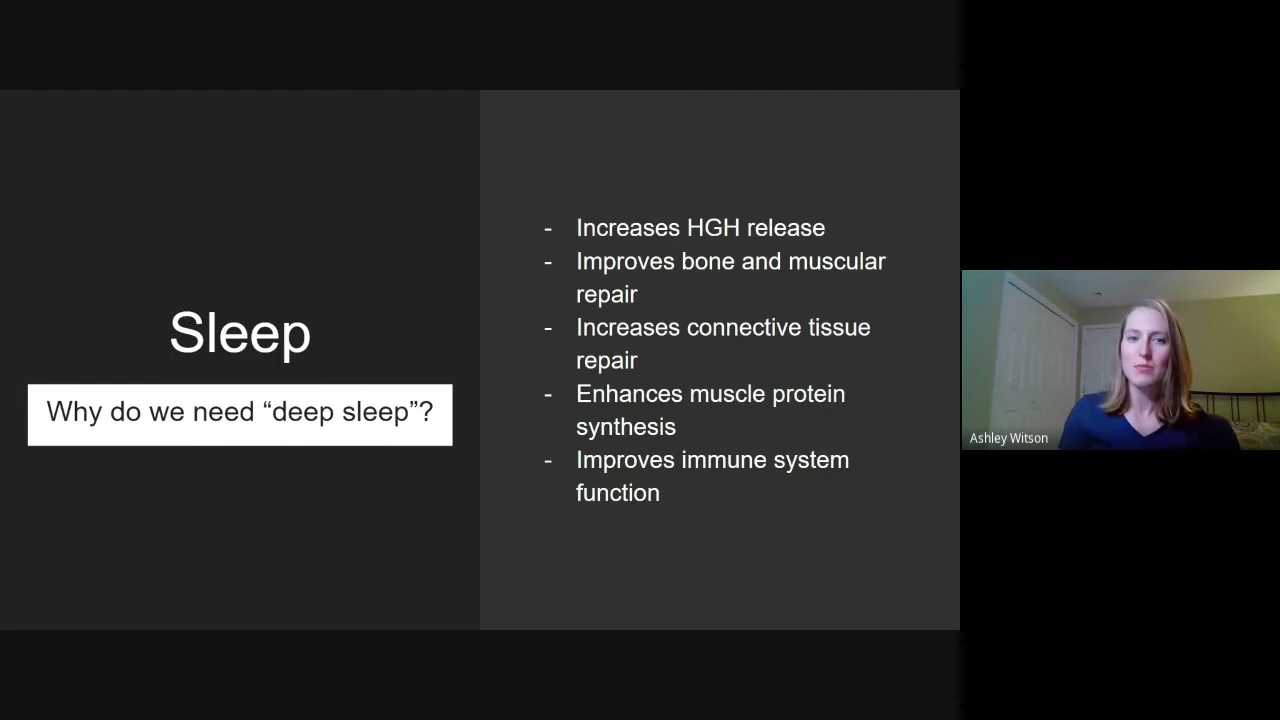 Sleep
Why do we need “deep sleep”?
- Increases HGH release
- Improves bone and muscular
repair
- Increases connective tissue
repair
- Enhances muscle protein
synthesis
- Improves immune system
function
Ashley Witson